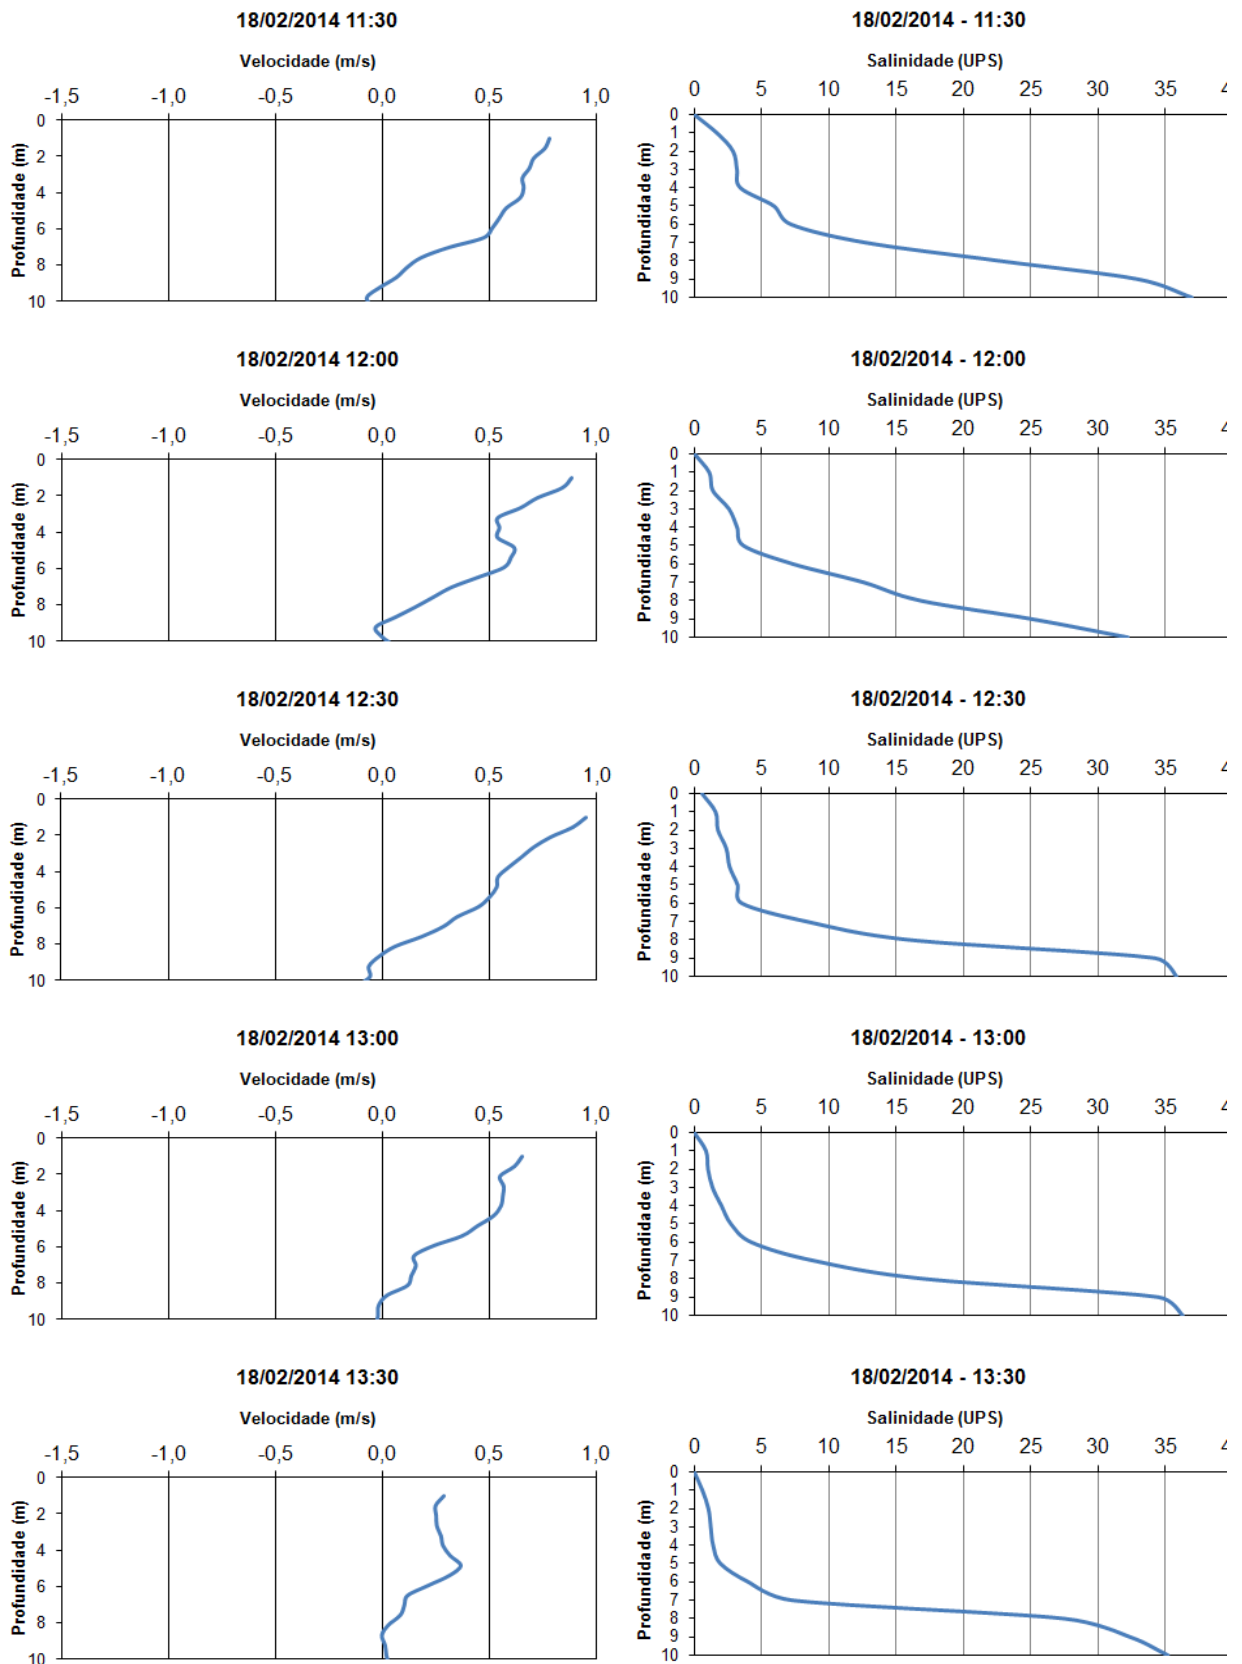 18/02/2014 11:30
Velocidade (m/s)
-1,5 -1,0 -0,5 0,0 0,5 1,0
Profundidade (m)
0
2
4
6
8
10
18/02/2014 - 11:30
Salinidade (UPS)
0 5 10 15 20 25 30 35 4
Profundidade (m)
0
1
2
3
4
5
6
7
8
9
10
18/02/2014 12:00
Velocidade (m/s)
-1,5 -1,0 -0,5 0,0 0,5 1,0
Profundidade (m)
0
2
4
6
8
10
18/02/2014 - 12:00
Salinidade (UPS)
0 5 10 15 20 25 30 35 4
Profundidade (m)
0
1
2
3
4
5
6
7
8
9
10
18/02/2014 12:30
Velocidade (m/s)
-1,5 -1,0 -0,5 0,0 0,5 1,0
Profundidade (m)
0
2
4
6
8
10
18/02/2014 - 12:30
Salinidade (UPS)
0 5 10 15 20 25 30 35 4
Profundidade (m)
0
1
2
3
4
5
6
7
8
9
10
18/02/2014 13:00
Velocidade (m/s)
-1,5 -1,0 -0,5 0,0 0,5 1,0
Profundidade (m)
0
2
4
6
8
10
18/02/2014 - 13:00
Salinidade (UPS)
0 5 10 15 20 25 30 35 4
Profundidade (m)
0
1
2
3
4
5
6
7
8
9
10
18/02/2014 13:30
Velocidade (m/s)
-1,5 -1,0 -0,5 0,0 0,5 1,0
Profundidade (m)
0
2
4
6
8
10
18/02/2014 - 13:30
Salinidade (UPS)
0 5 10 15 20 25 30 35 4
Profundidade (m)
0
1
2
3
4
5
6
7
8
9
10